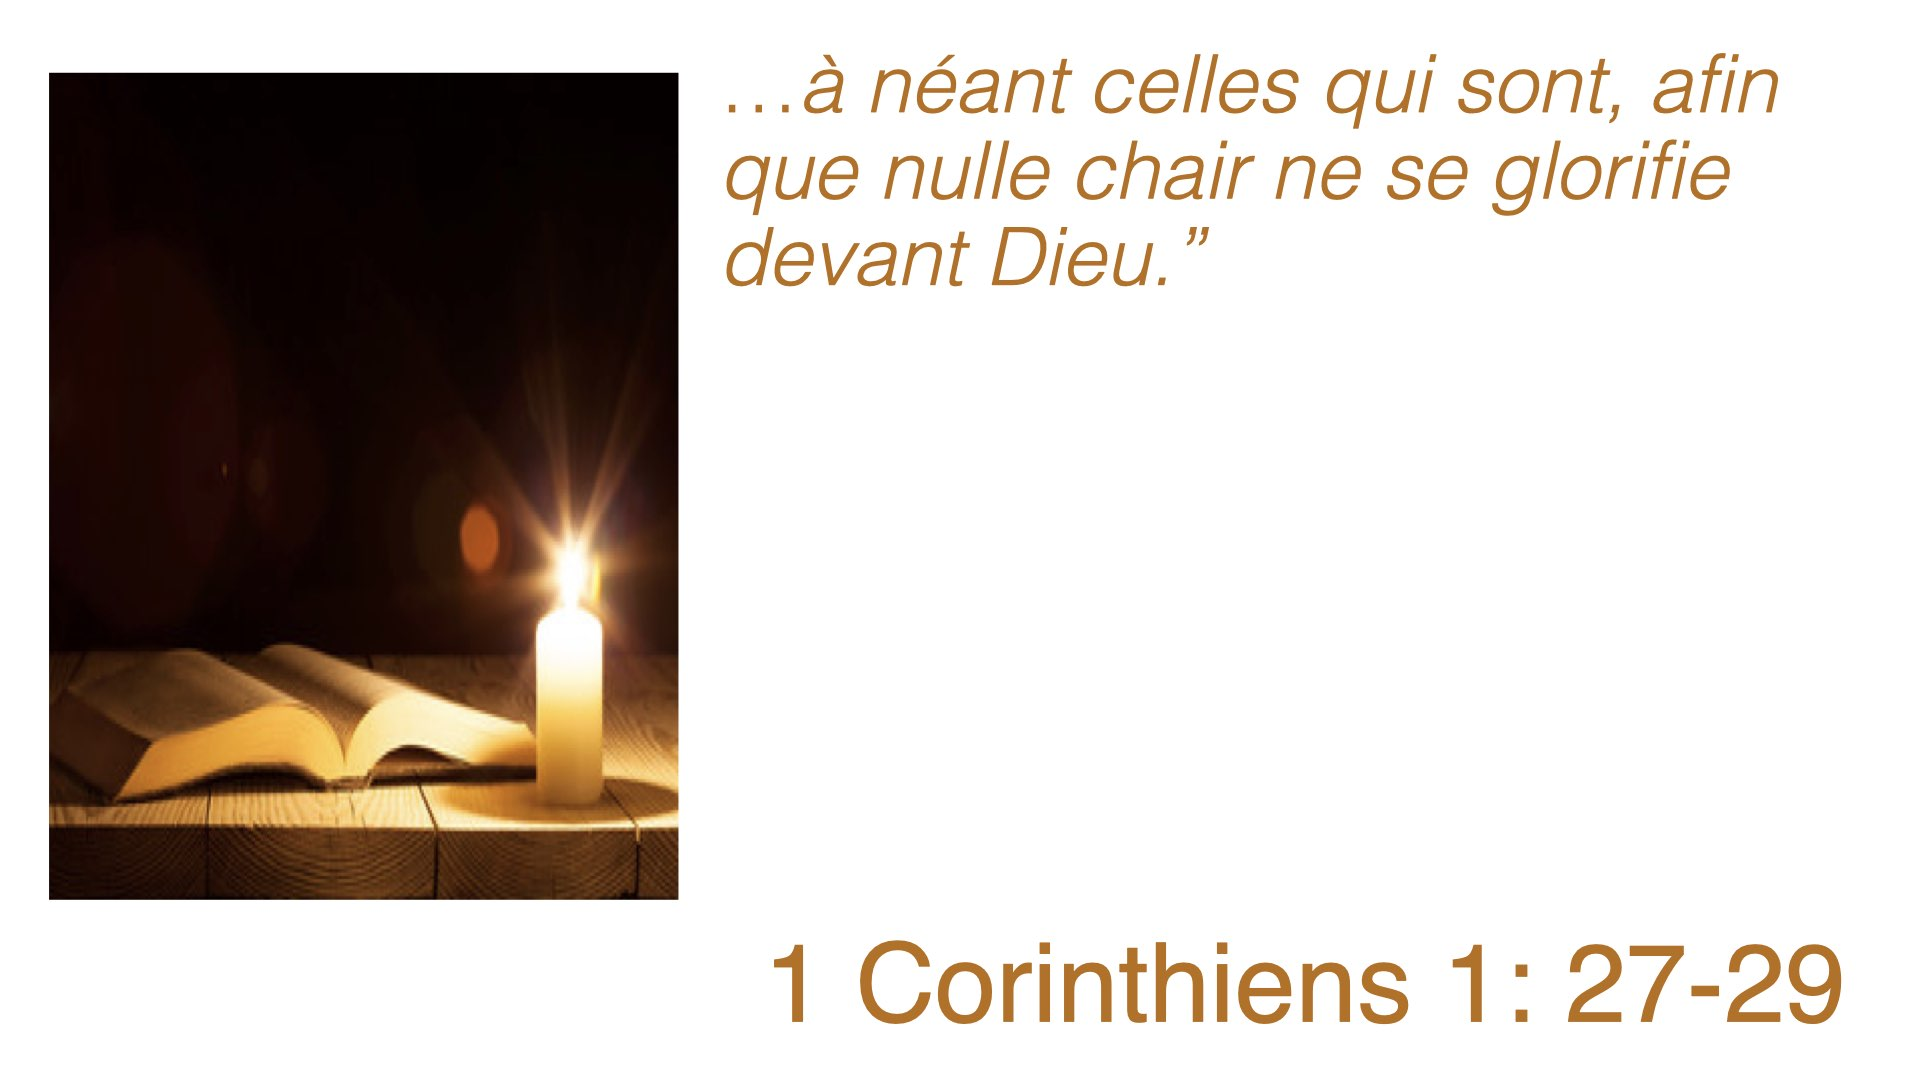 …à néant celles qui sont, afin
que nulle chair ne se glorifie
devant Dieu.”
1 Corinthiens 1: 27-29